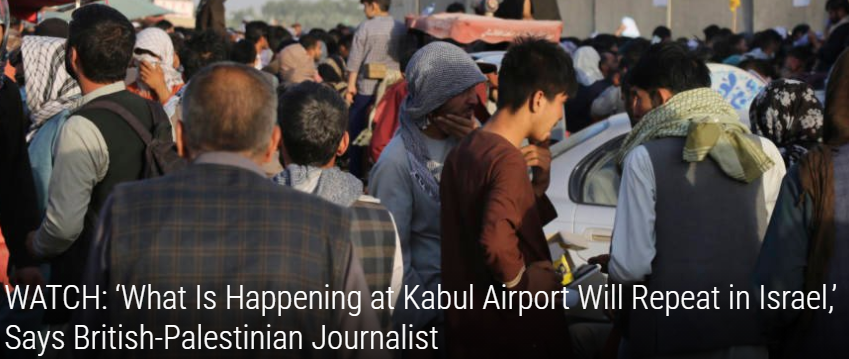 WATCH: ‘What Is Happening at Kabul Airport Will Repeat in Israel,’
Says British-Palestinian Journalist